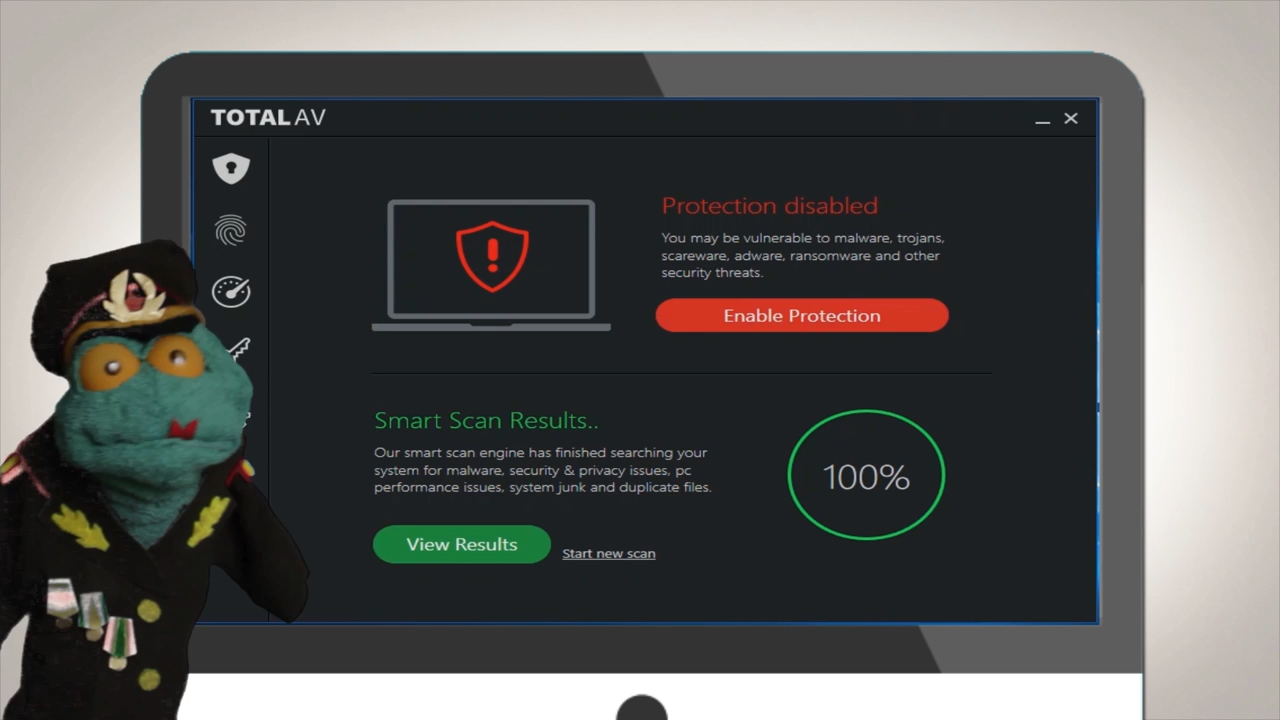 TOTALAV
Protection disabled
You may be vulnerable to malware, trojans,
scareware, adware, ransomware and other
security threats.
Enable Protection
Smart Scan Results..
Our smart scan engine has finished searching your
system for malware, security & privacy issues, pc
performance issues, system junk and duplicate files.
100%
View Results
Start new scan